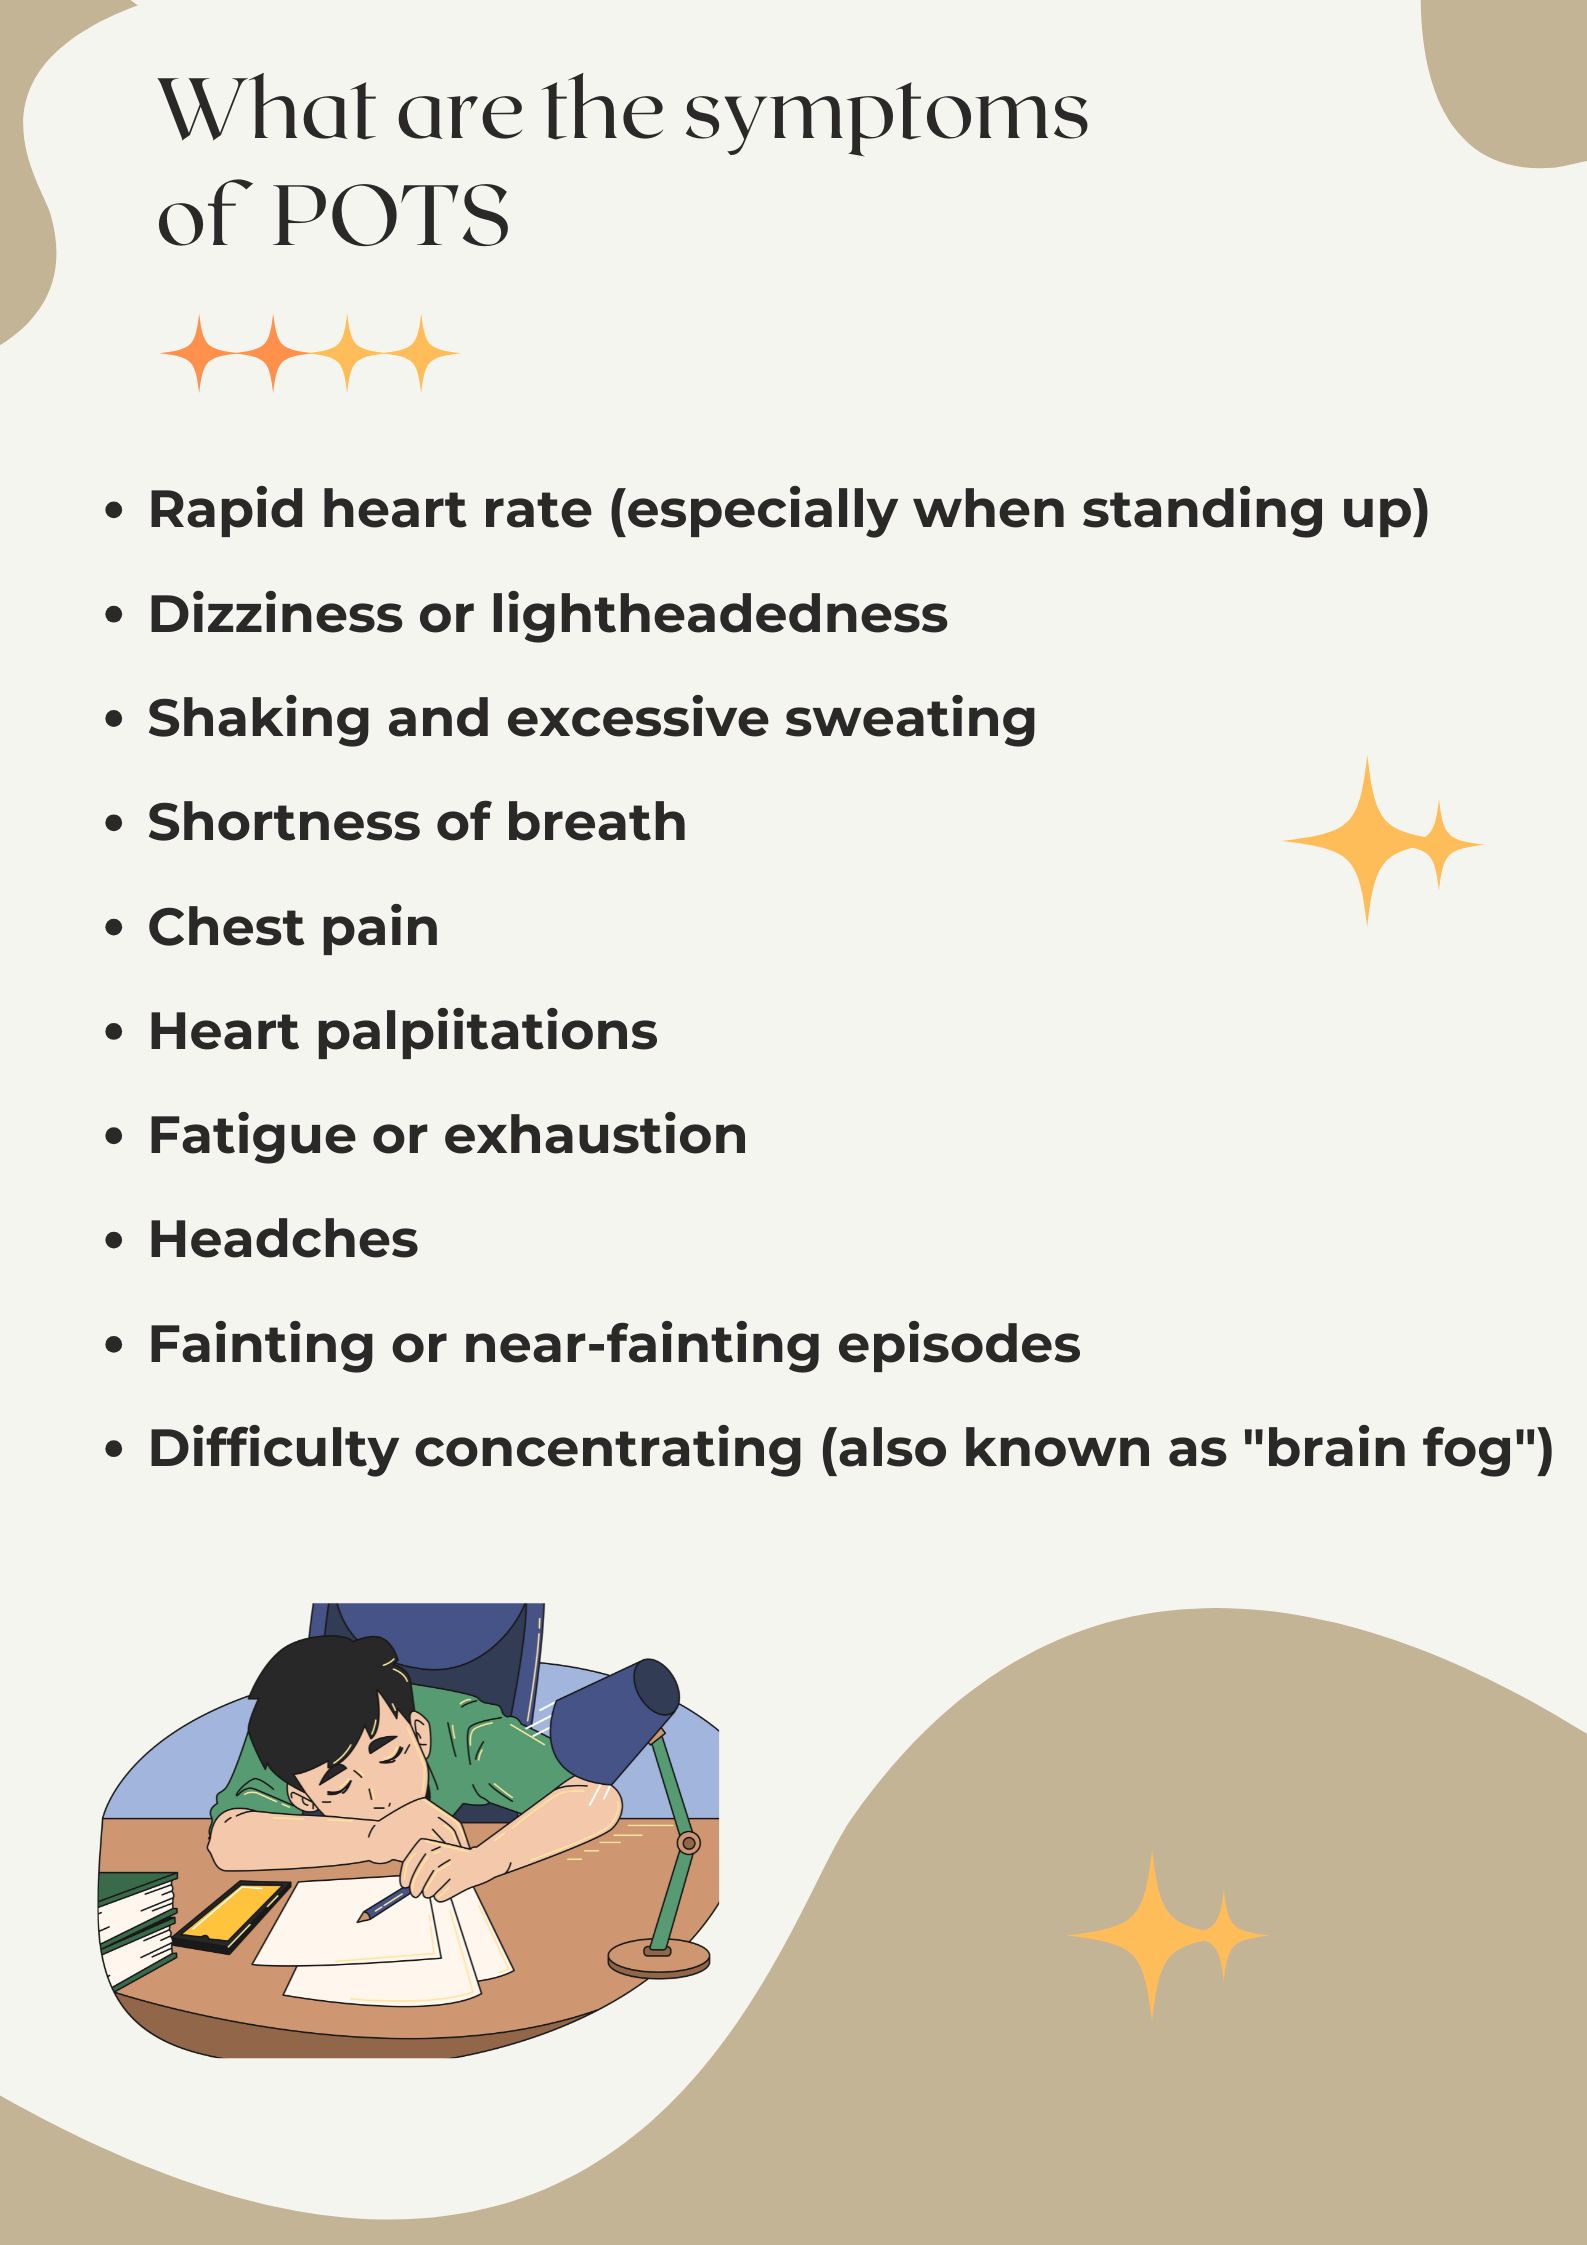 What are the symptoms
of POTS
• Rapid heart rate (especially when standing up)
• Dizziness or lightheadedness
• Shaking and excessive sweating
• Shortness of breath
• Chest pain
• Heart palpiitations
• Fatigue or exhaustion
• Headches
• Fainting or near-fainting episodes
• Difficulty concentrating (also known as "brain fog")